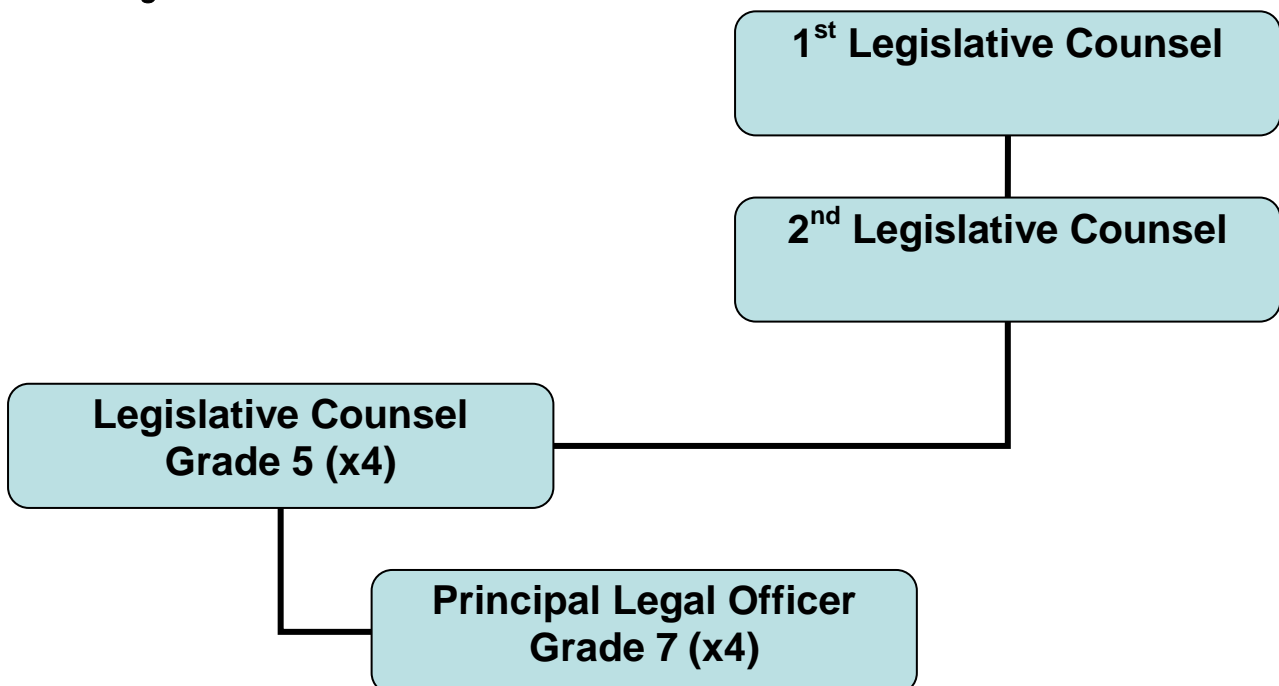 1st Legislative Counsel
2nd Legislative Counsel
Legislative Counsel
Grade 5 (x4)
Principal Legal Officer
Grade 7 (x4)